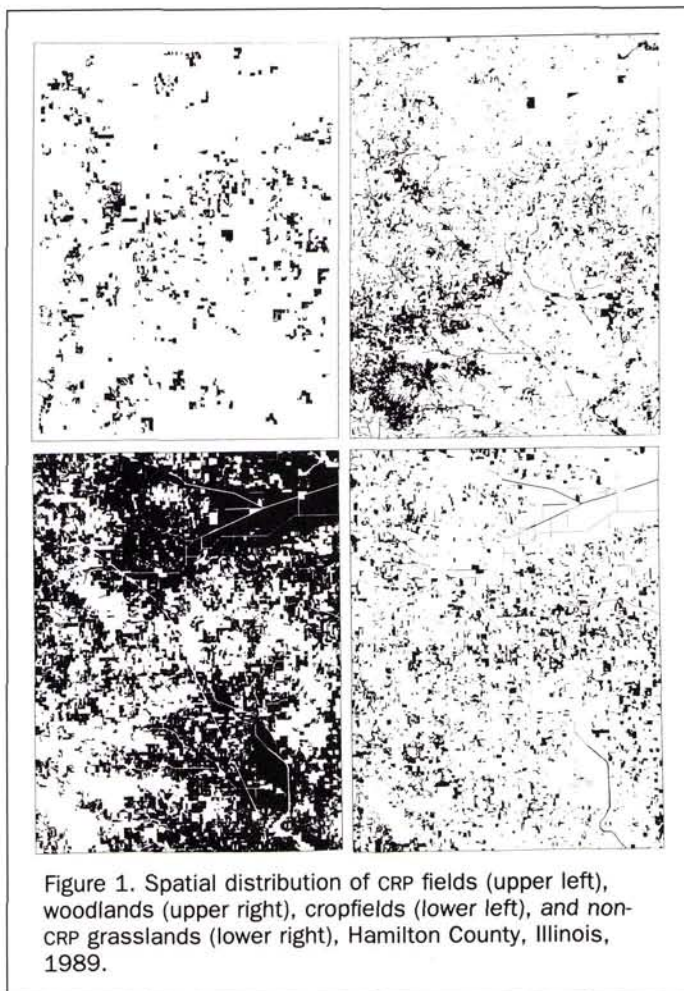 Figure 1. Spatial distribution of CRP fields (upper left),
woodlands (upper right), cropfields (lower left), and non-
CRP grasslands (lower right), Hamilton County, Illinois,
1989.